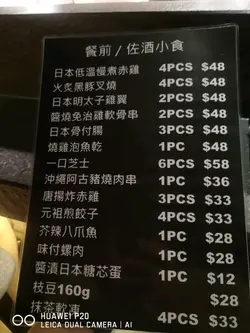 餐前/佐酒小食
日本低溫慢煮赤雞 4PCS $48
火炙黑豚叉燒 4PCS $48
日本明太子雞翼 2PCS $48
醬燒免治雞軟骨串 2PCS $48
日本骨付腸 3PCS $48
燒雞泡魚乾 1PC $48
一口芝士 6PCS $58
沖繩阿古豬燒肉串 1PC $36
唐揚炸赤雞 3PCS $33
元祖煎餃子 4PCS $33
芥辣八爪魚 1PC $28
味付螺肉 1PC $28
醬漬日本糖芯蛋 1PC $12
枝豆160g $28
抹茶軟凍 4PCS $33
HUAWEI P20
LEICA DUAL CAMERA | AI